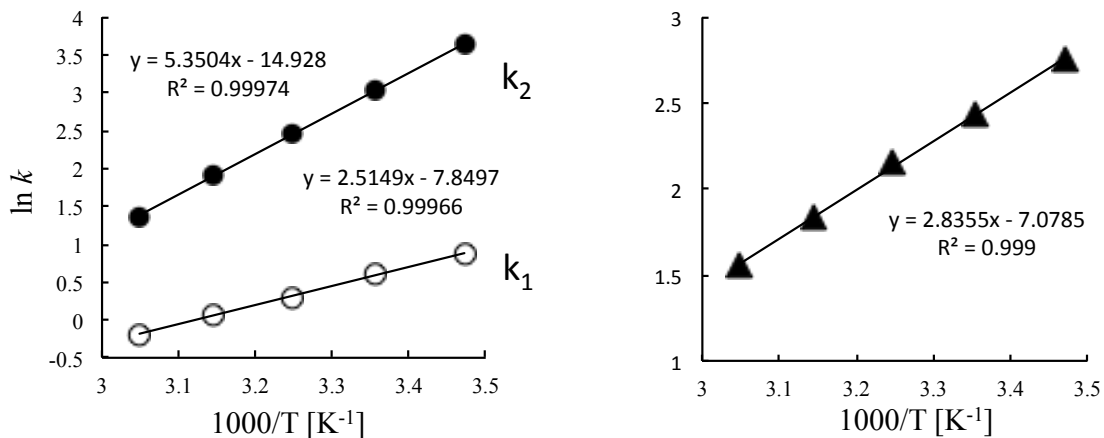 4
3.5
y = 5.3504x - 14.928
R² = 0.99974
k₂
3
2.5
2
ln k
y = 2.5149x - 7.8497
R² = 0.99966
1.5
1
0.5
k₁
0
-0.5
3 3.1 3.2 3.3 3.4 3.5
1000/T [K⁻¹]
3
2.5
2
y = 2.8355x - 7.0785
R² = 0.999
1.5
1
3 3.1 3.2 3.3 3.4 3.5
1000/T [K⁻¹]